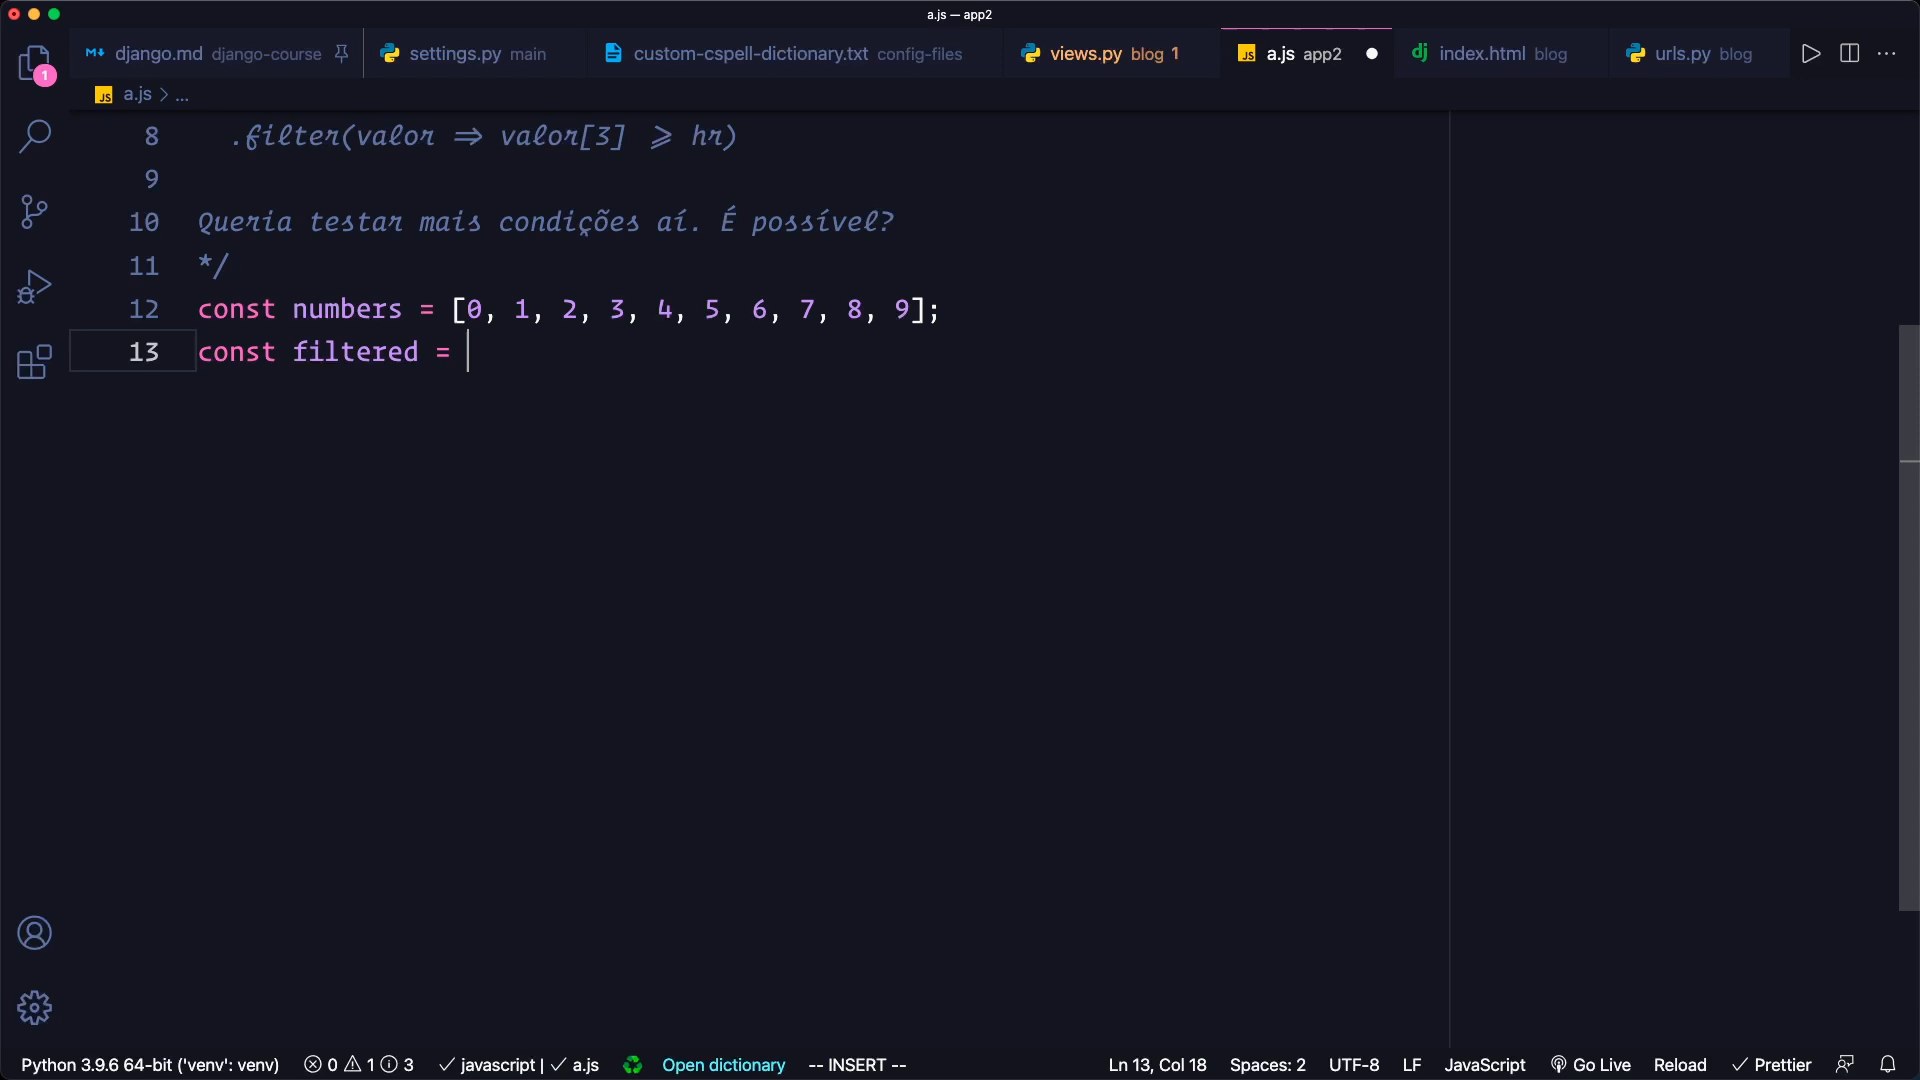 a.js — app2
django.md django-course settings.py main custom-cspell-dictionary.txt config-files views.py blog 1 JS a.js app2 dj index.html blog urls.py blog
1
JS a.js > ...
8 .filter(valor => valor[3] >= hr)
9
10 Queria testar mais condições aí. É possível?
11 */
12 const numbers = [0, 1, 2, 3, 4, 5, 6, 7, 8, 9];
13 const filtered =
Python 3.9.6 64-bit ('venv': venv) 0 1 3 javascript | a.js Open dictionary -- INSERT -- Ln 13, Col 18 Spaces: 2 UTF-8 LF JavaScript Go Live Reload Prettier